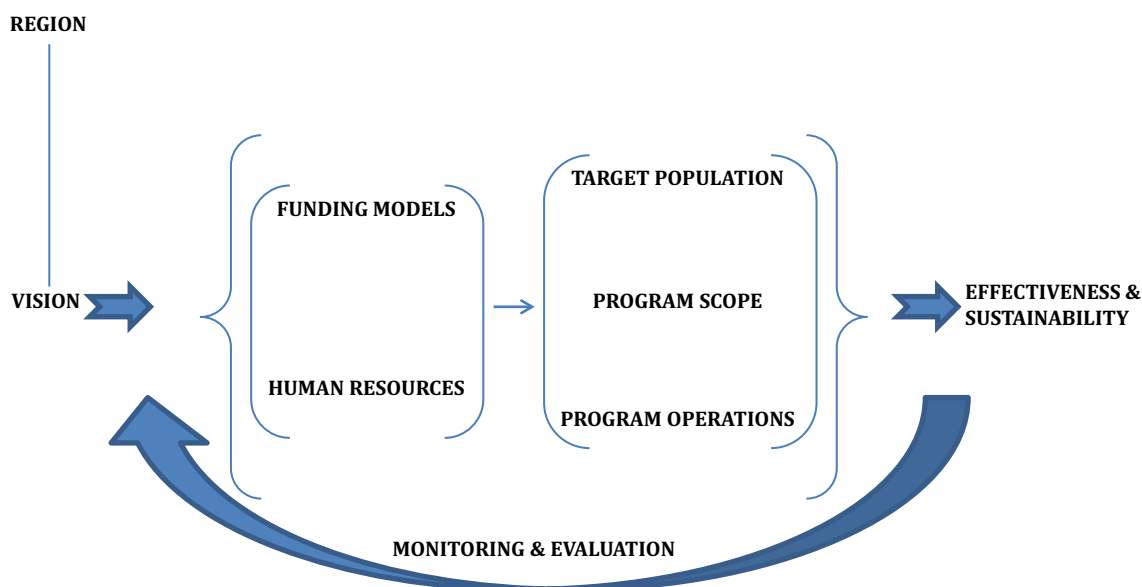 REGION
TARGET POPULATION
FUNDING MODELS
VISION
PROGRAM SCOPE
EFFECTIVENESS &
SUSTAINABILITY
HUMAN RESOURCES
PROGRAM OPERATIONS
MONITORING & EVALUATION